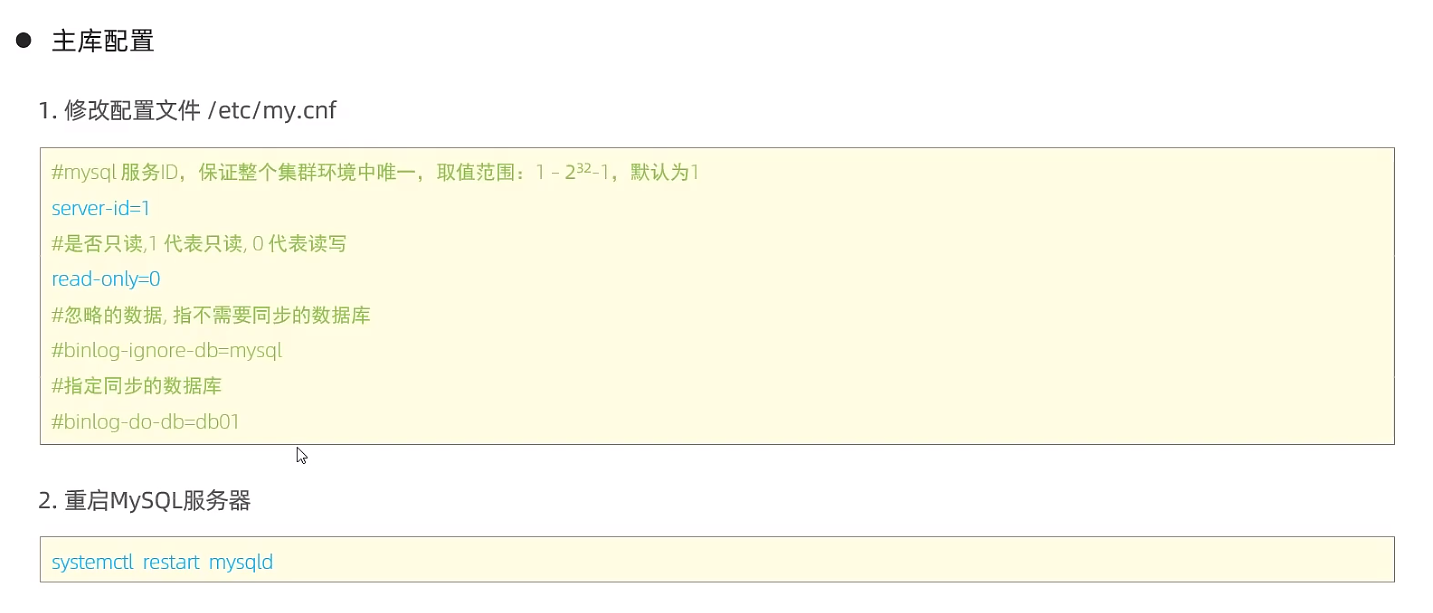 ● 主库配置
1. 修改配置文件 /etc/my.cnf
#mysql 服务ID，保证整个集群环境中唯一，取值范围：1 – 2³²-1，默认为1
server-id=1
#是否只读,1 代表只读, 0 代表读写
read-only=0
#忽略的数据, 指不需要同步的数据库
#binlog-ignore-db=mysql
#指定同步的数据库
#binlog-do-db=db01
2. 重启MySQL服务器
systemctl restart mysqld